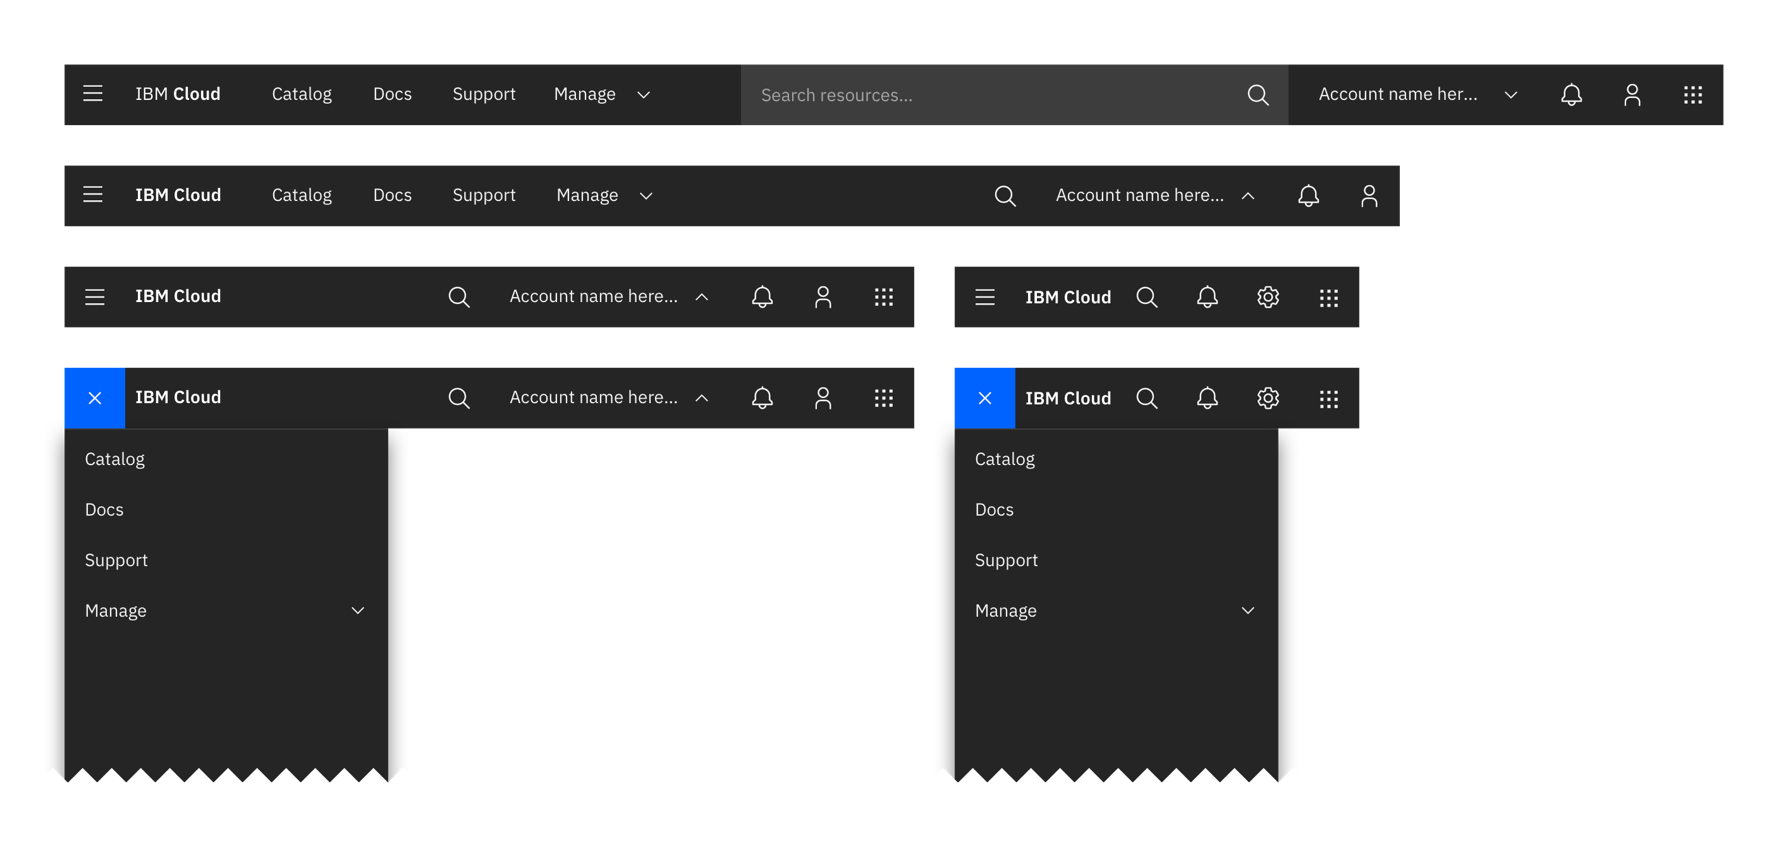 IBM Cloud Catalog Docs Support Manage Search resources... Account name her...
IBM Cloud Catalog Docs Support Manage Account name here...
IBM Cloud Account name here...
IBM Cloud
IBM Cloud Account name here...
Catalog
Docs
Support
Manage
IBM Cloud
Catalog
Docs
Support
Manage